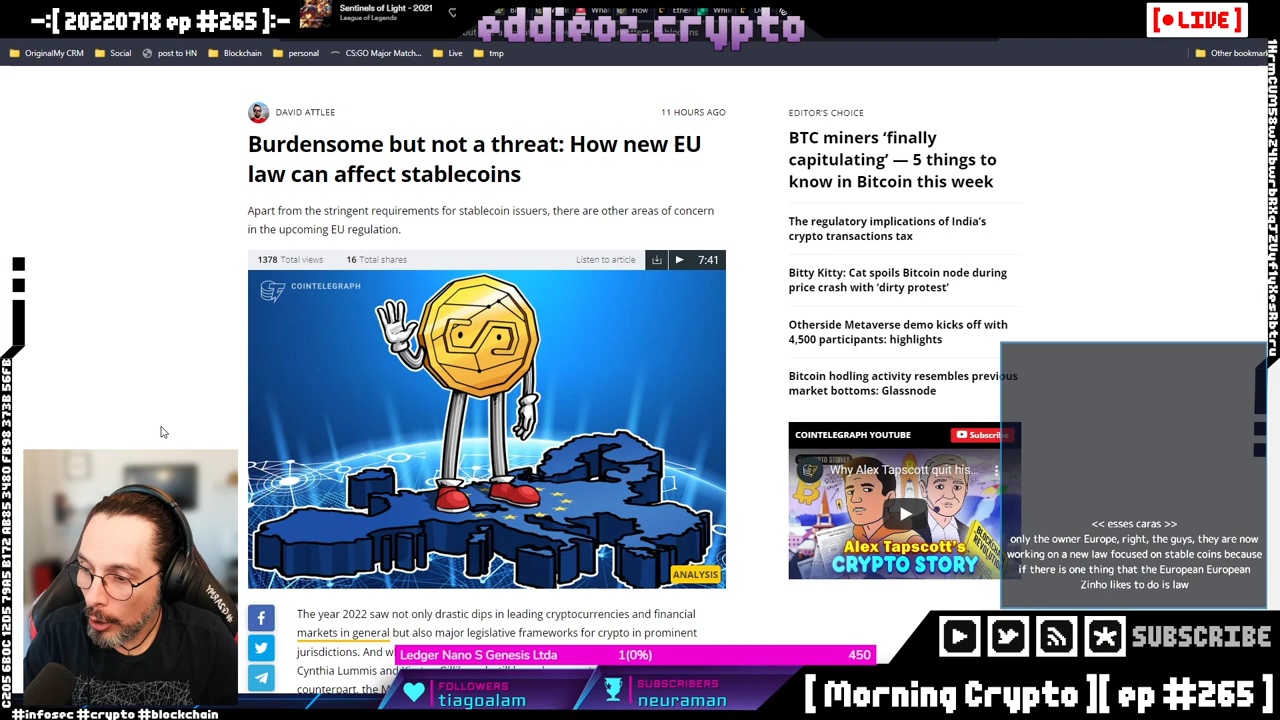 -:[ 20220718 ep #265 ]:-
Sentinels of Light - 2021
League of Legends
edditoz.crypto
[ • LIVE ]
OriginalMy CRM
Social
post to HN
Blockchain
personal
CS:GO Major Match...
Live
tmp
Other bookmar
DAVID ATTLEE
11 HOURS AGO
Burdensome but not a threat: How new EU
law can affect stablecoins
Apart from the stringent requirements for stablecoin issuers, there are other areas of concern
in the upcoming EU regulation.
1378 Total views
16 Total shares
Listen to article
7:41
COINTELEGRAPH
ANALYSIS
The year 2022 saw not only drastic dips in leading cryptocurrencies and financial
markets in general but also major legislative frameworks for crypto in prominent
jurisdictions. And
Cynthia Lummis and
counterpart, the
EDITOR'S CHOICE
BTC miners ‘finally
capitulating’ — 5 things to
know in Bitcoin this week
The regulatory implications of India’s
crypto transactions tax
Bitty Kitty: Cat spoils Bitcoin node during
price crash with ‘dirty protest’
Otherside Metaverse demo kicks off with
4,500 participants: highlights
Bitcoin hodling activity resembles previous
market bottoms: Glassnode
COINTELEGRAPH YOUTUBE
Subscribe
Why Alex Tapscott quit his...
Alex Tapscott's
CRYPTO STORY
<< esses caras >>
only the owner Europe, right, the guys, they are now
working on a new law focused on stable coins because
if there is one thing that the European European
Zinho likes to do is law
Ledger Nano S Genesis Ltda
1(0%)
450
FOLLOWERS
tiagoalam
SUBSCRIBERS
neuraman
SUBSCRIBE
[ Morning Crypto ][ ep #265 ]
#infosec #crypto #blockchain